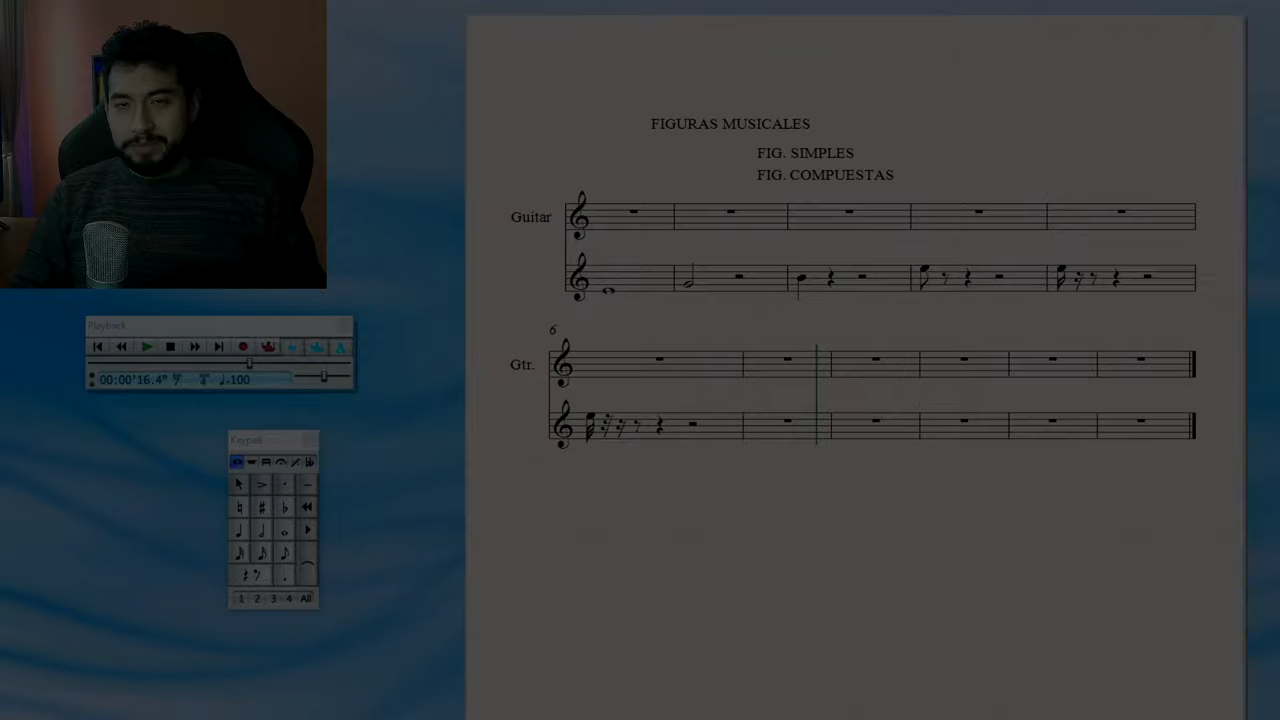 FIGURAS MUSICALES
FIG. SIMPLES
FIG. COMPUESTAS
Guitar
6
Gtr.
Playback
00:00'16.4" ♩=100
Keypad
1 2 3 4 All